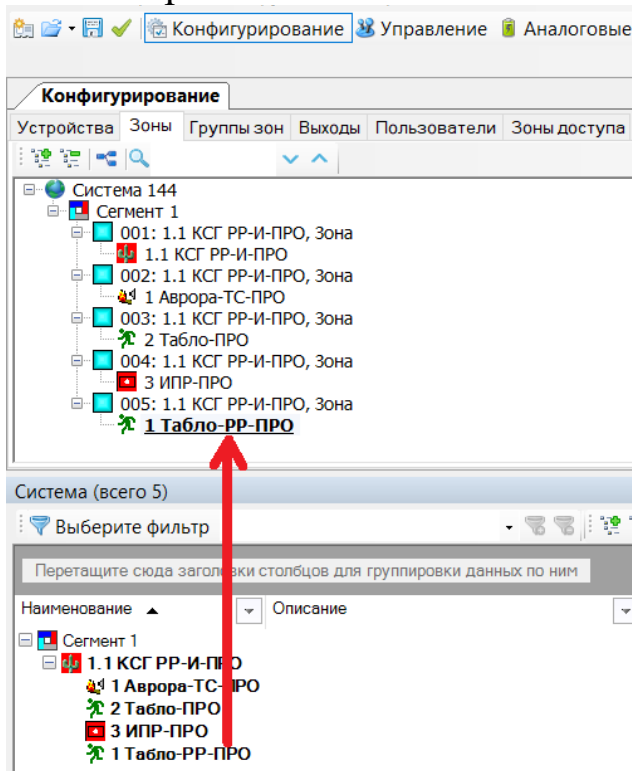 Конфигурирование Управление Аналоговые
Конфигурирование
Устройства Зоны Группы зон Выходы Пользователи Зоны доступа
Система 144
Сегмент 1
001: 1.1 КСГ РР-И-ПРО, Зона
1.1 КСГ РР-И-ПРО
002: 1.1 КСГ РР-И-ПРО, Зона
1 Аврора-ТС-ПРО
003: 1.1 КСГ РР-И-ПРО, Зона
2 Табло-ПРО
004: 1.1 КСГ РР-И-ПРО, Зона
3 ИПР-ПРО
005: 1.1 КСГ РР-И-ПРО, Зона
1 Табло-РР-ПРО
Система (всего 5)
Выберите фильтр
Перетащите сюда заголовки столбцов для группировки данных по ним
Наименование Описание
Сегмент 1
1.1 КСГ РР-И-ПРО
1 Аврора-ТС-ПРО
2 Табло-ПРО
3 ИПР-ПРО
1 Табло-РР-ПРО